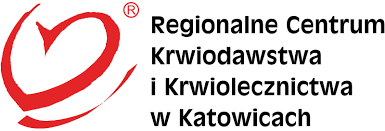 ®
Regionalne Centrum
Krwiodawstwa
i Krwiolecznictwa
w Katowicach